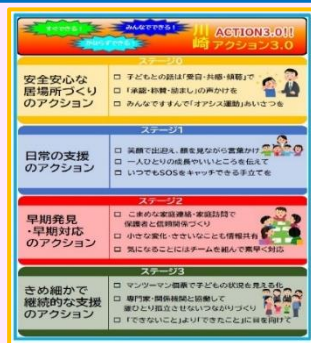 すぐできる!
みんなでできる!
ひとりでもできる!
川崎
ACTION3.0!!
アクション3.0
ステージ0
安全安心な
居場所づくり
のアクション
□ 子どもとの話は「受容・共感・傾聴」で
□ 「承認・称賛・励まし」の声かけを
□ みんなですすんで「オアシス運動」あいさつを
ステージ1
日常の支援
のアクション
□ 笑顔で出迎え、顔を見ながら言葉かけ
□ 一人ひとりの成長やいいところを伝えて
□ いつでもSOSをキャッチできる手立てを
ステージ2
早期発見
・早期対応
のアクション
□ こまめな家庭連絡・家庭訪問で
保護者と信頼関係づくり
□ 小さな変化・ささいなことも情報共有
□ 気になることにはチームを組んで素早く対応
ステージ3
きめ細かで
継続的な支援
のアクション
□ マンツーマン個票で子どもの状況を見える化
□ 専門家・関係機関と協働して
誰ひとり孤立させないつながりづくり
□ 「できないこと」より「できたこと」に目を向けて